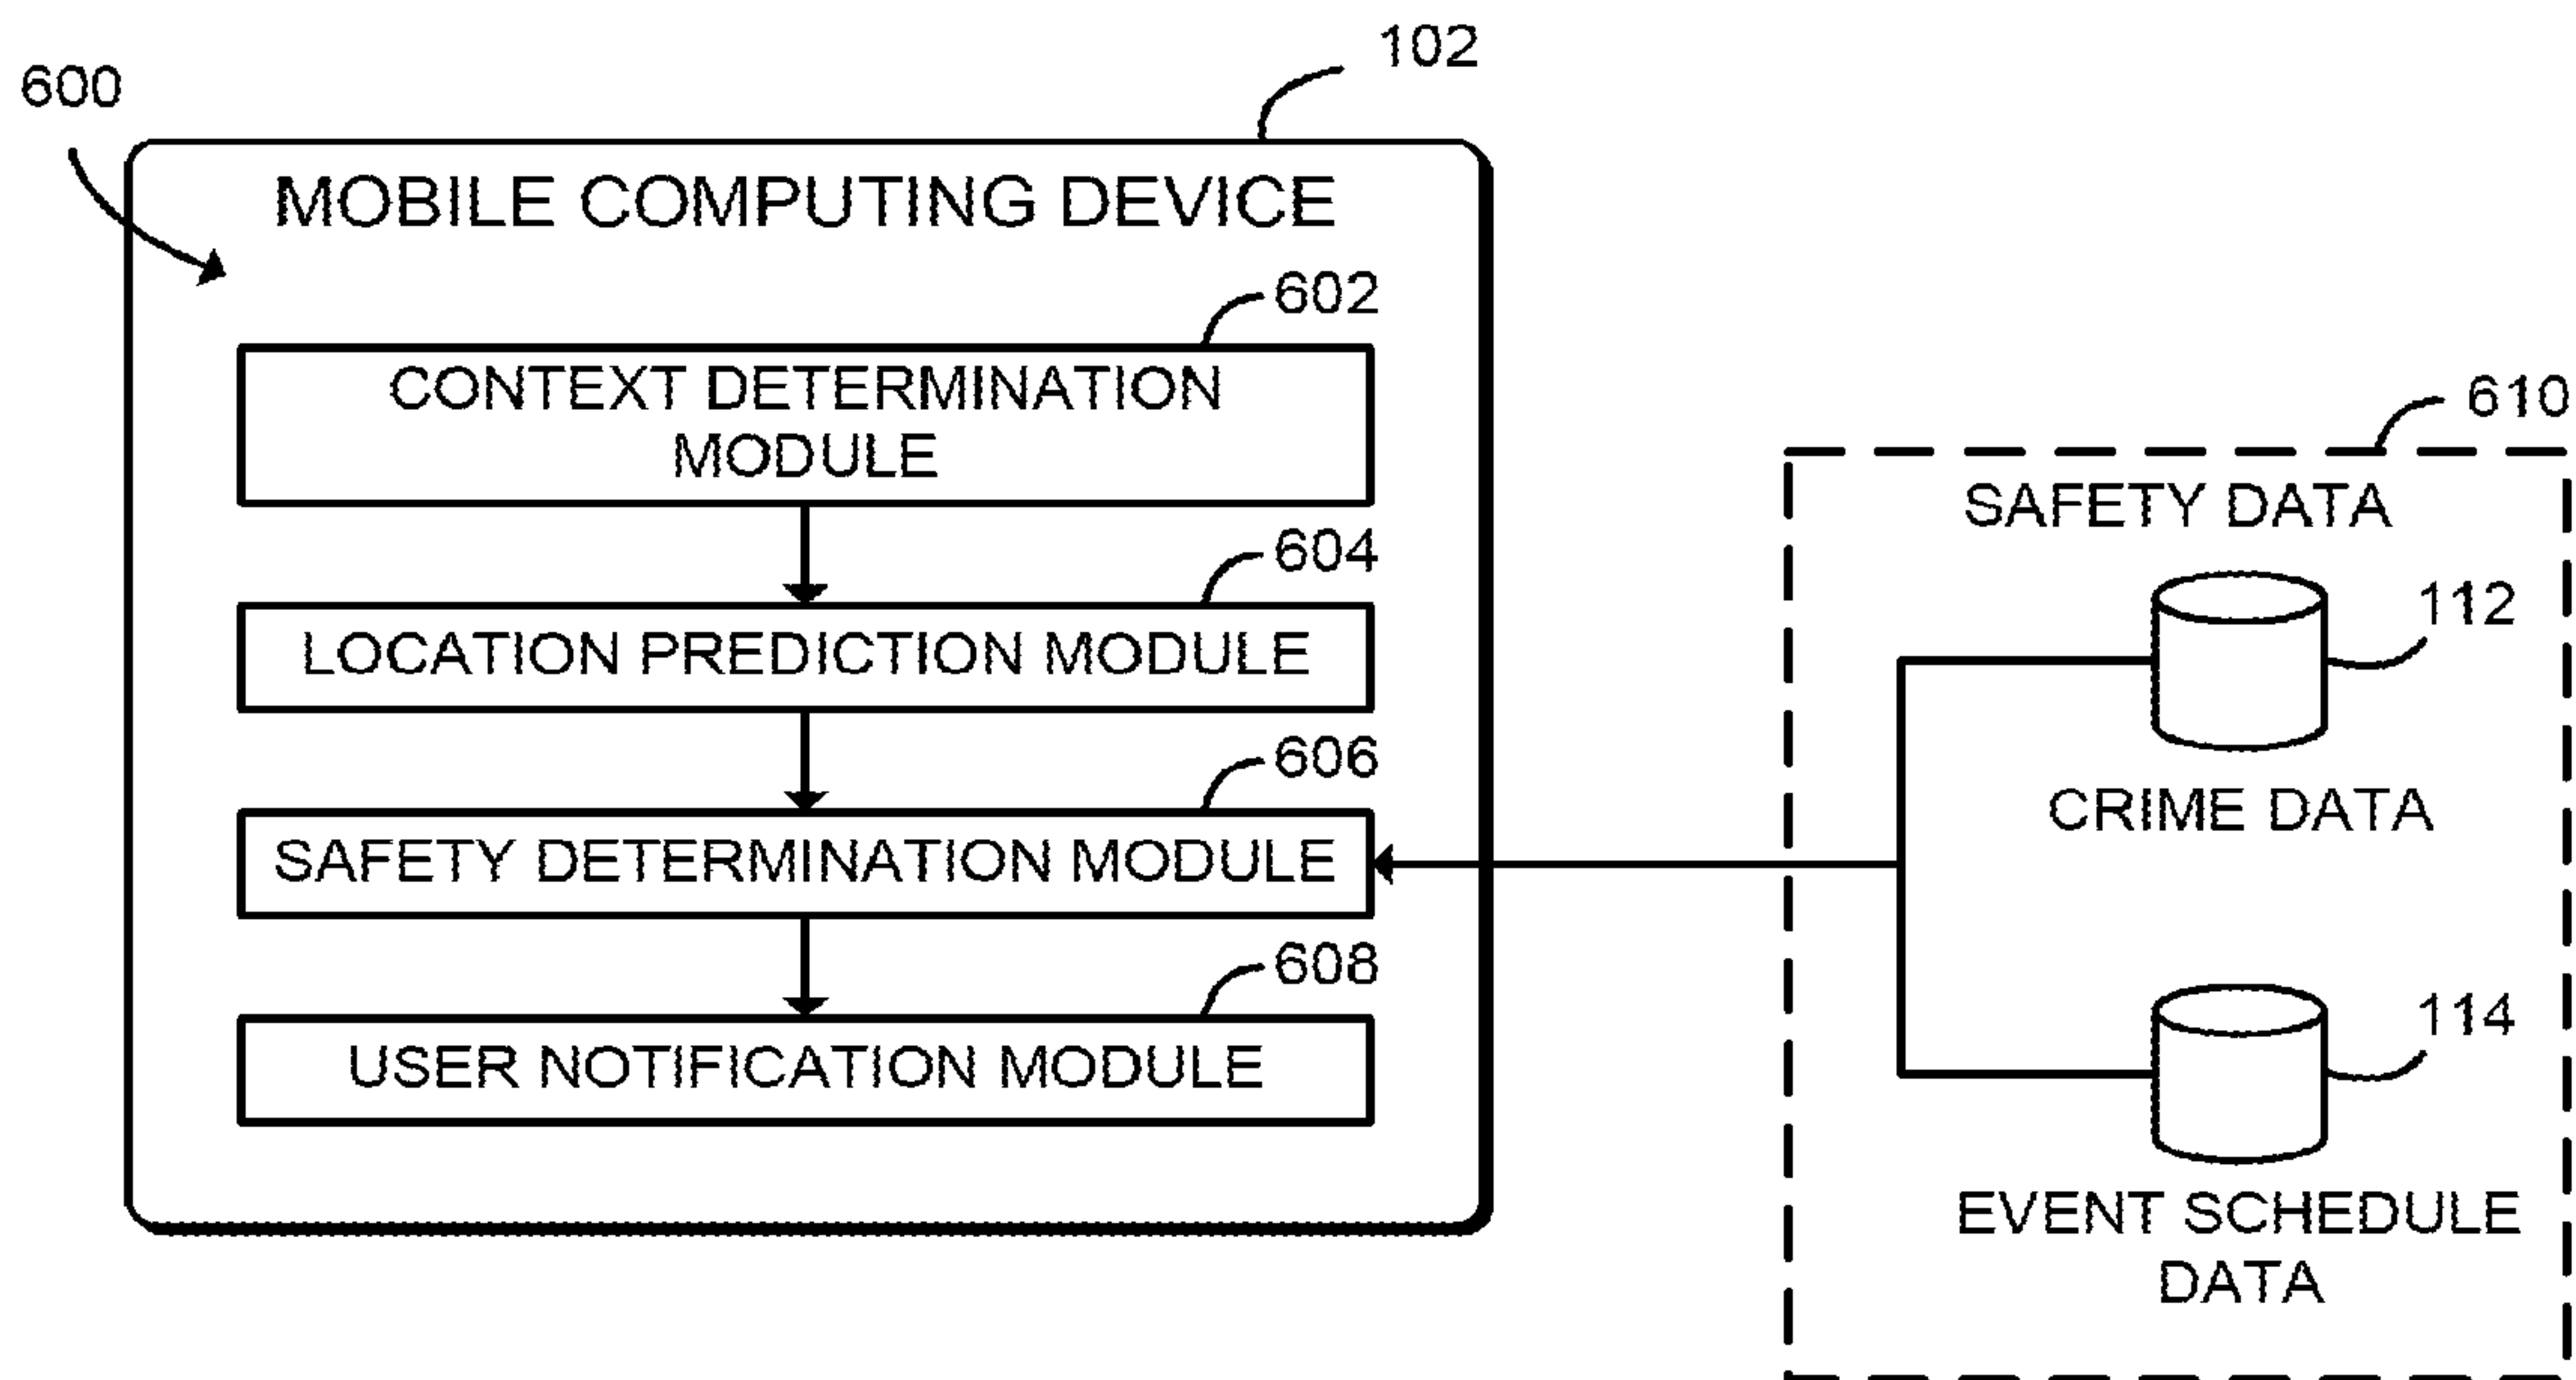 102
600
MOBILE COMPUTING DEVICE
602
CONTEXT DETERMINATION
MODULE
604
LOCATION PREDICTION MODULE
606
SAFETY DETERMINATION MODULE
608
USER NOTIFICATION MODULE
610
SAFETY DATA
112
CRIME DATA
114
EVENT SCHEDULE
DATA